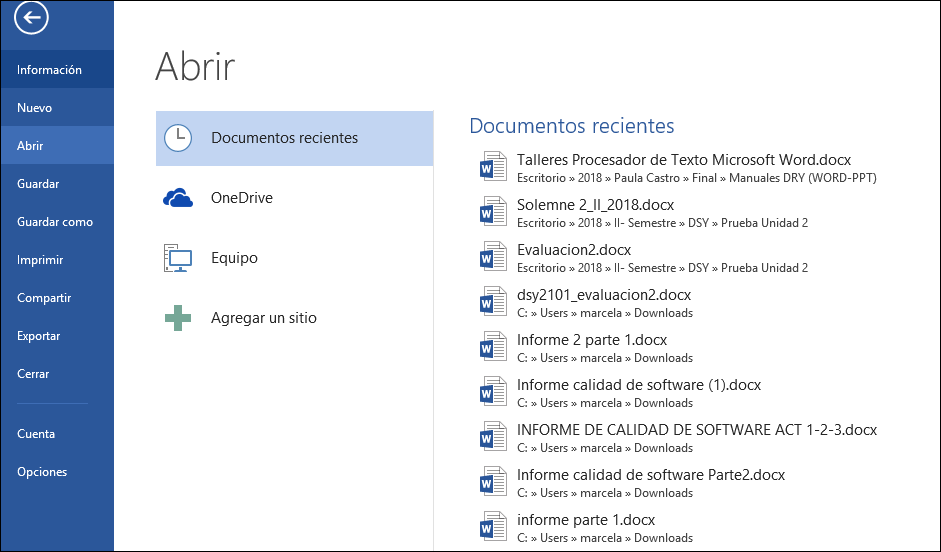 Información
Nuevo
Abrir
Guardar
Guardar como
Imprimir
Compartir
Exportar
Cerrar
Cuenta
Opciones
Abrir
Documentos recientes
OneDrive
Equipo
Agregar un sitio
Documentos recientes
Talleres Procesador de Texto Microsoft Word.docx
Escritorio » 2018 » Paula Castro » Final » Manuales DRY (WORD-PPT)
Solemne 2_II_2018.docx
Escritorio » 2018 » II- Semestre » DSY » Prueba Unidad 2
Evaluacion2.docx
Escritorio » 2018 » II- Semestre » DSY » Prueba Unidad 2
dsy2101_evaluacion2.docx
C: » Users » marcela » Downloads
Informe 2 parte 1.docx
C: » Users » marcela » Downloads
Informe calidad de software (1).docx
C: » Users » marcela » Downloads
INFORME DE CALIDAD DE SOFTWARE ACT 1-2-3.docx
C: » Users » marcela » Downloads
Informe calidad de software Parte2.docx
C: » Users » marcela » Downloads
informe parte 1.docx
C: » Users » marcela » Downloads